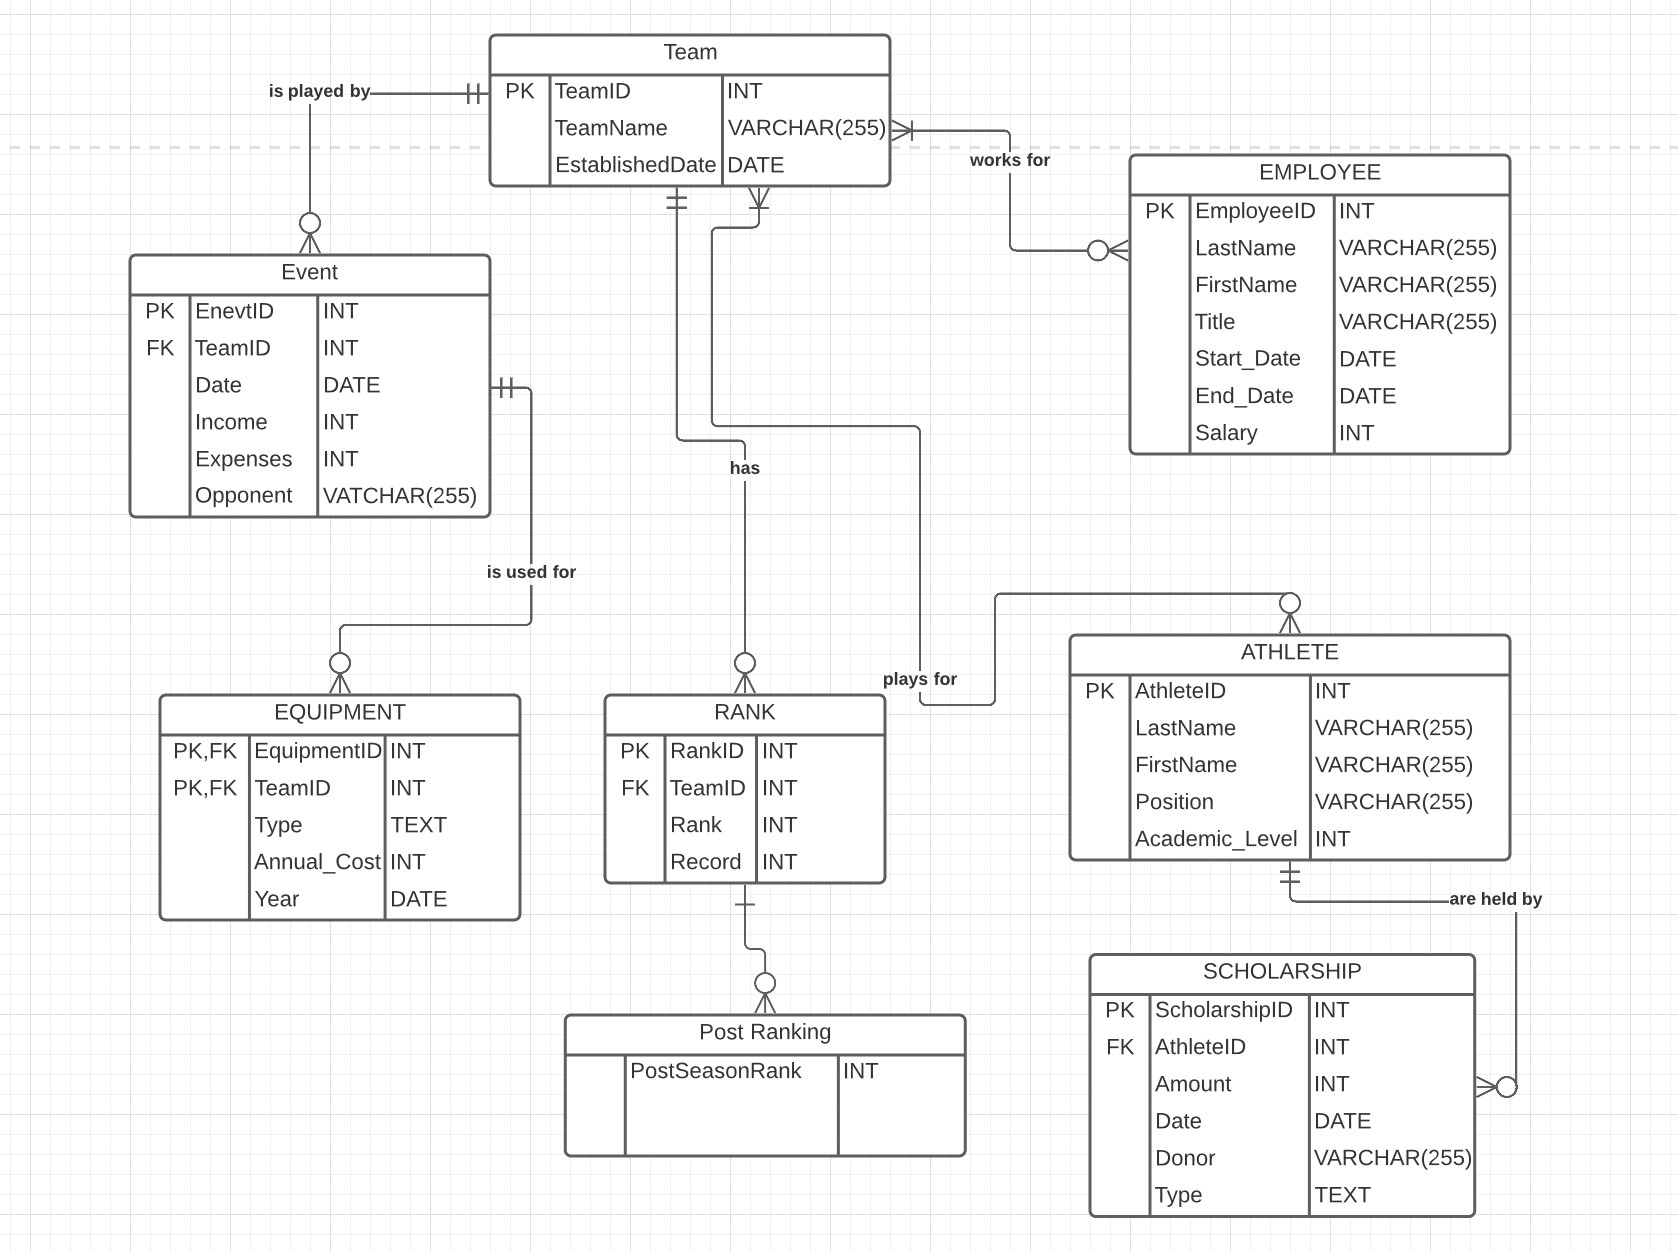 Team
PK TeamID INT
TeamName VARCHAR(255)
EstablishedDate DATE
is played by
works for
EMPLOYEE
PK EmployeeID INT
LastName VARCHAR(255)
FirstName VARCHAR(255)
Title VARCHAR(255)
Start_Date DATE
End_Date DATE
Salary INT
Event
PK EnevtID INT
FK TeamID INT
Date DATE
Income INT
Expenses INT
Opponent VATCHAR(255)
has
is used for
plays for
EQUIPMENT
PK,FK EquipmentID INT
PK,FK TeamID INT
Type TEXT
Annual_Cost INT
Year DATE
RANK
PK RankID INT
FK TeamID INT
Rank INT
Record INT
ATHLETE
PK AthleteID INT
LastName VARCHAR(255)
FirstName VARCHAR(255)
Position VARCHAR(255)
Academic_Level INT
are held by
Post Ranking
PostSeasonRank INT
SCHOLARSHIP
PK ScholarshipID INT
FK AthleteID INT
Amount INT
Date DATE
Donor VARCHAR(255)
Type TEXT